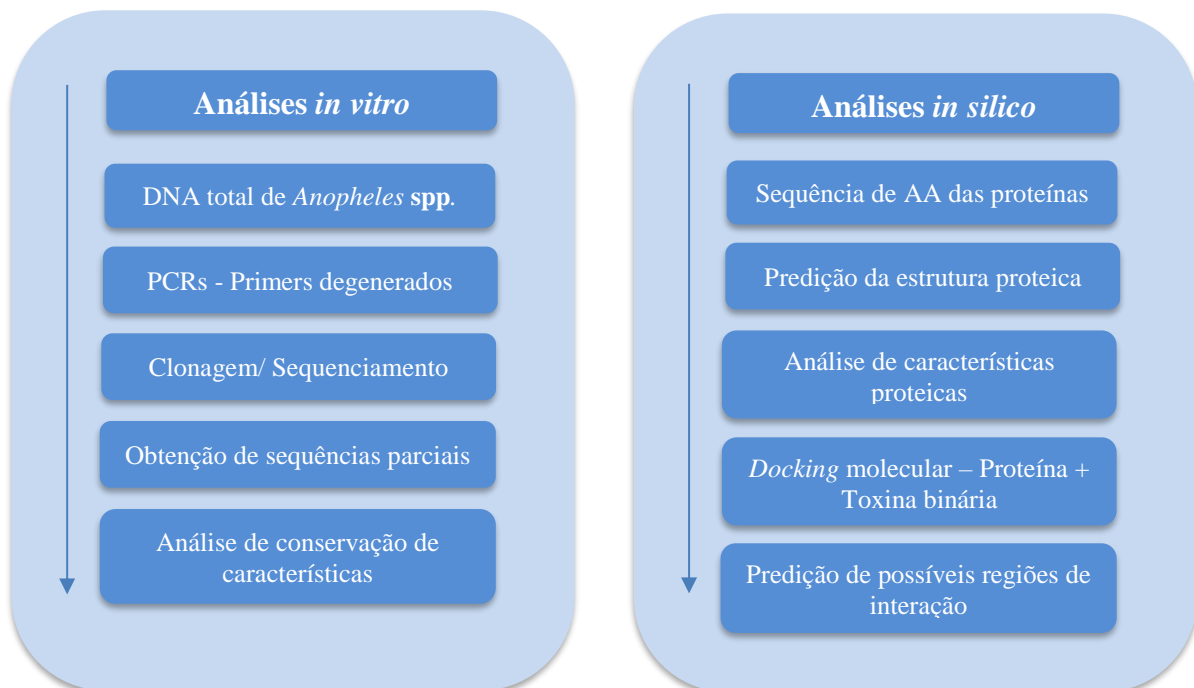 Análises in vitro
DNA total de Anopheles spp.
PCRs - Primers degenerados
Clonagem/ Sequenciamento
Obtenção de sequências parciais
Análise de conservação de
características
Análises in silico
Sequência de AA das proteínas
Predição da estrutura proteica
Análise de características
proteicas
Docking molecular – Proteína +
Toxina binária
Predição de possíveis regiões de
interação